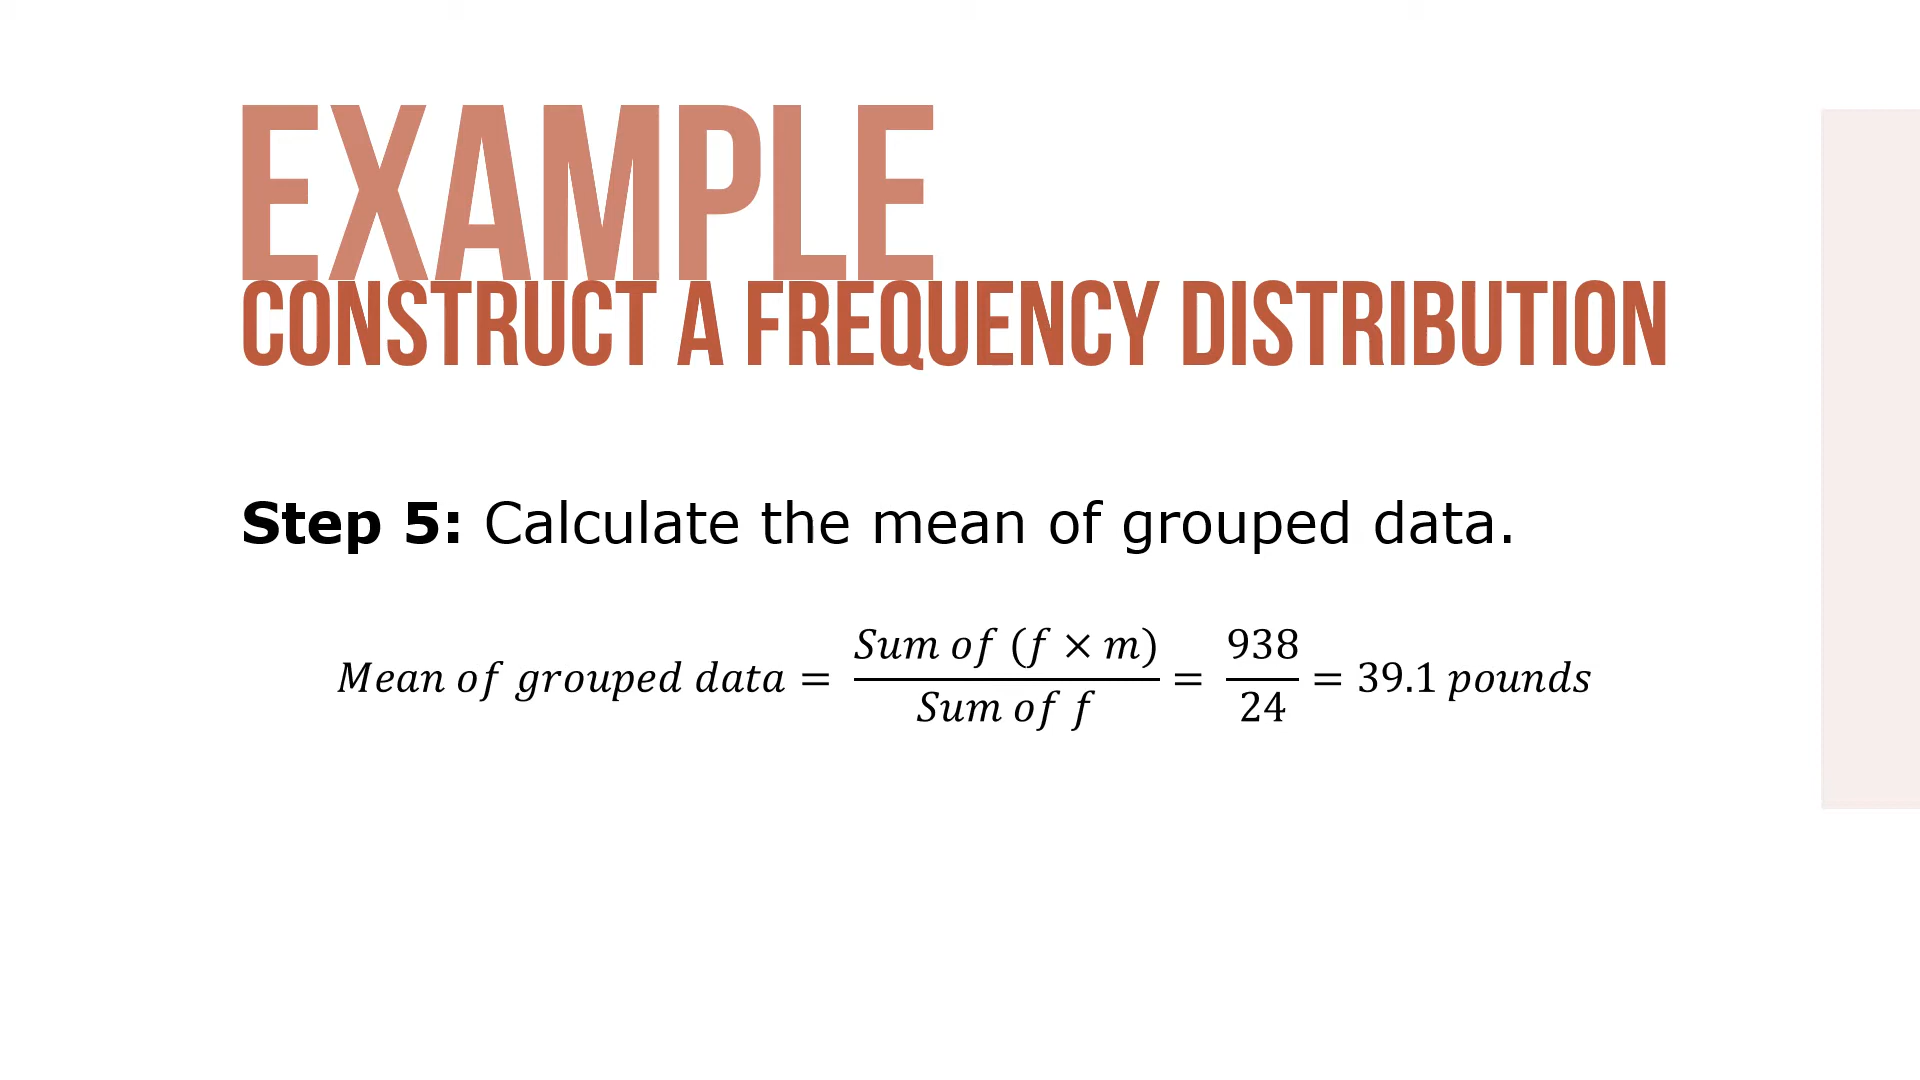 EXAMPLE
CONSTRUCT A FREQUENCY DISTRIBUTION
Step 5: Calculate the mean of grouped data.
Mean of grouped data = Sum of (f × m) / Sum of f = 938 / 24 = 39.1 pounds